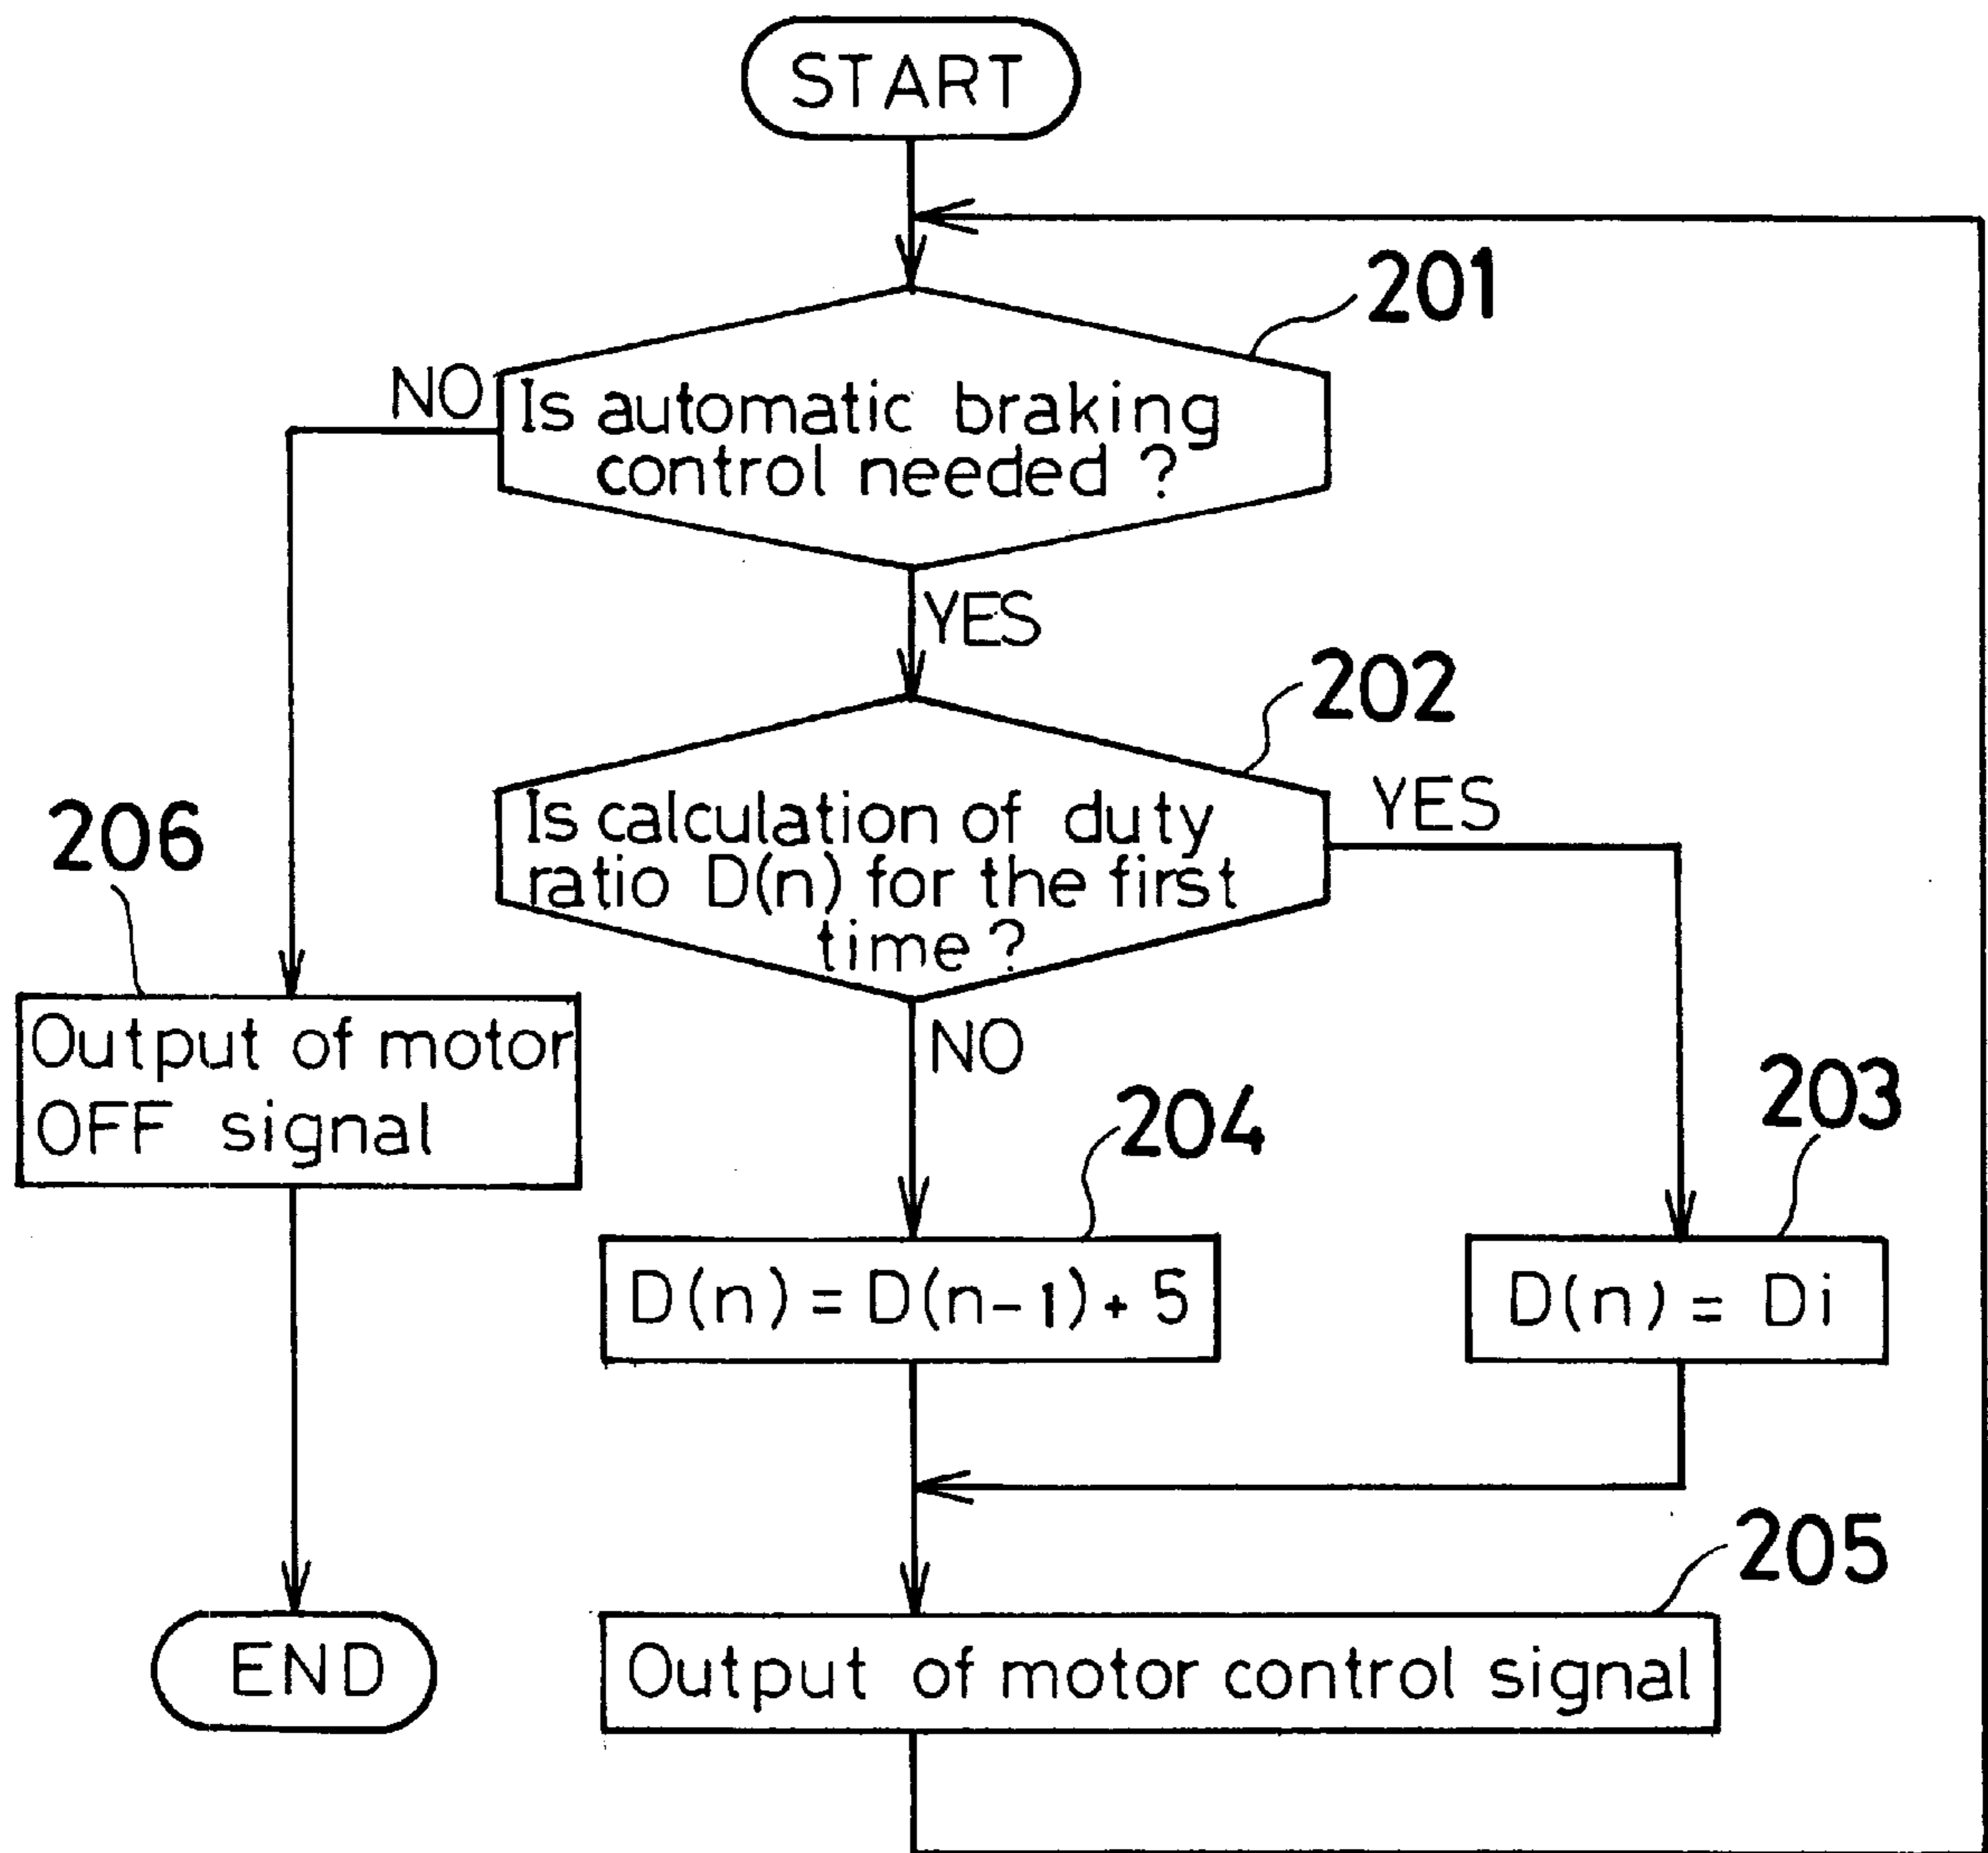 START
201
NO
Is automatic braking
control needed ?
YES
202
Is calculation of duty
ratio D(n) for the first
time ?
YES
206
Output of motor
OFF signal
NO
204
D(n) = D(n-1) + 5
203
D(n) = Di
205
Output of motor control signal
END